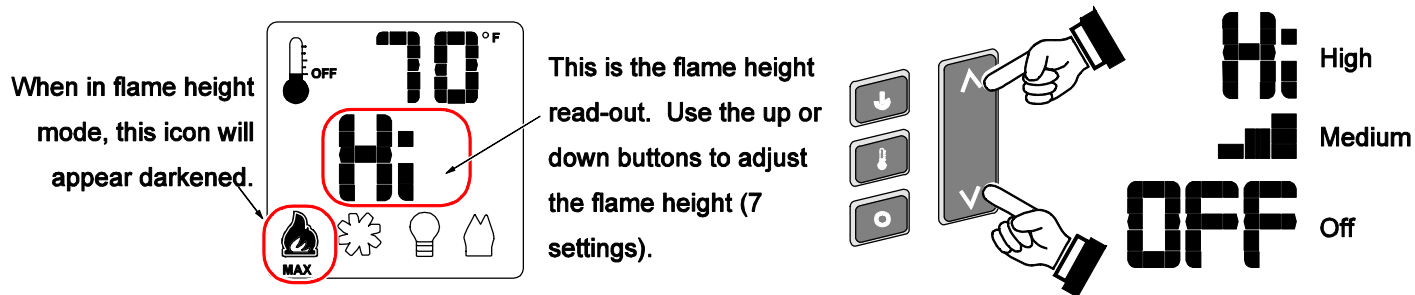 When in flame height
mode, this icon will
appear darkened.
OFF
70°F
Hi
MAX
This is the flame height
read-out. Use the up or
down buttons to adjust
the flame height (7
settings).
Hi High
Medium
OFF Off